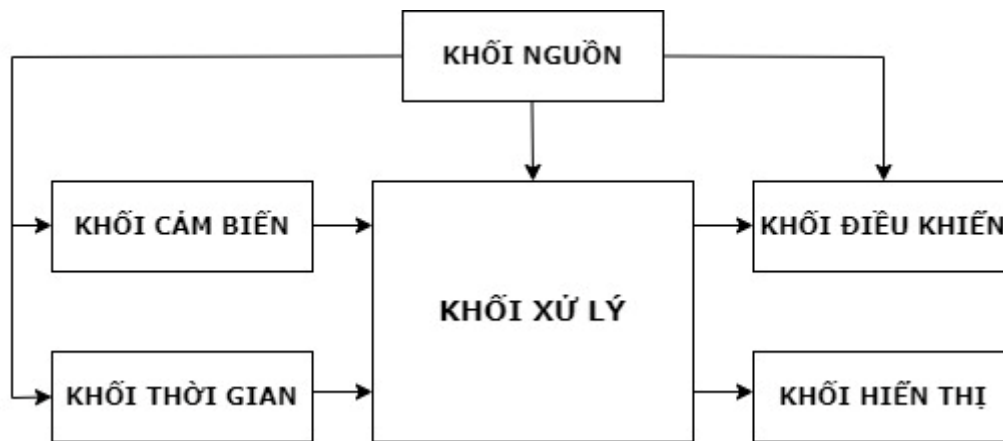 KHỐI NGUỒN
KHỐI CẢM BIẾN
KHỐI XỬ LÝ
KHỐI ĐIỀU KHIỂN
KHỐI THỜI GIAN
KHỐI HIỂN THỊ